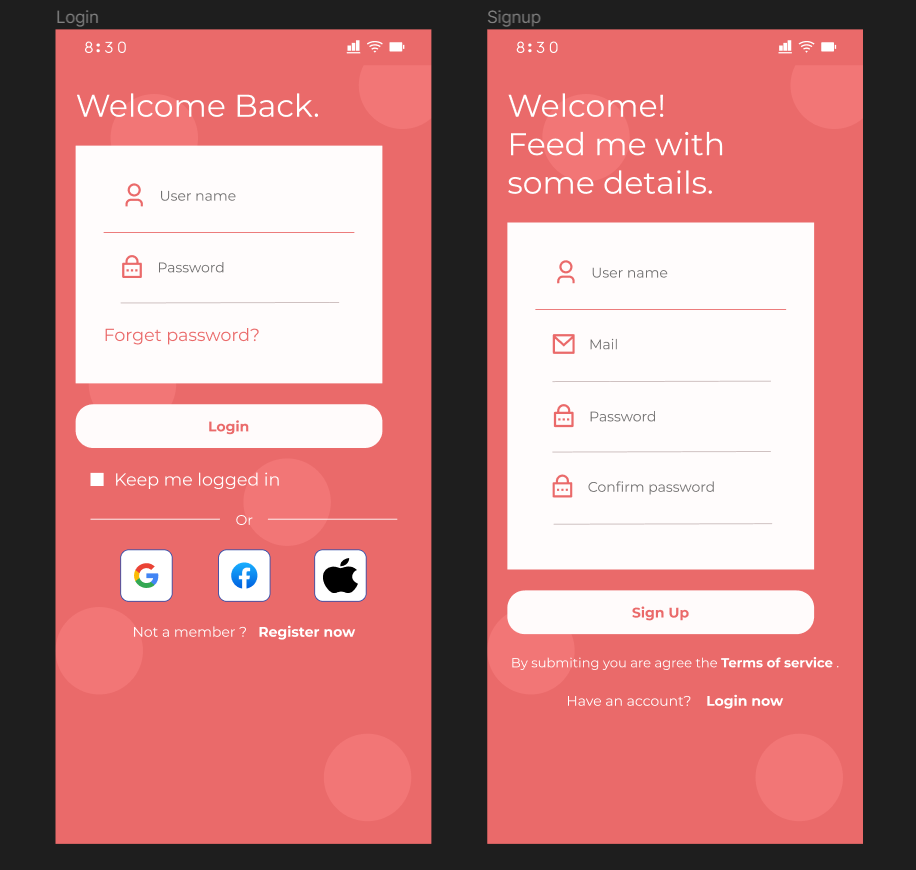 Login
8:30
Welcome Back.
User name
Password
Forget password?
Login
Keep me logged in
Or
Not a member ? Register now
Signup
8:30
Welcome!
Feed me with
some details.
User name
Mail
Password
Confirm password
Sign Up
By submiting you are agree the Terms of service .
Have an account? Login now